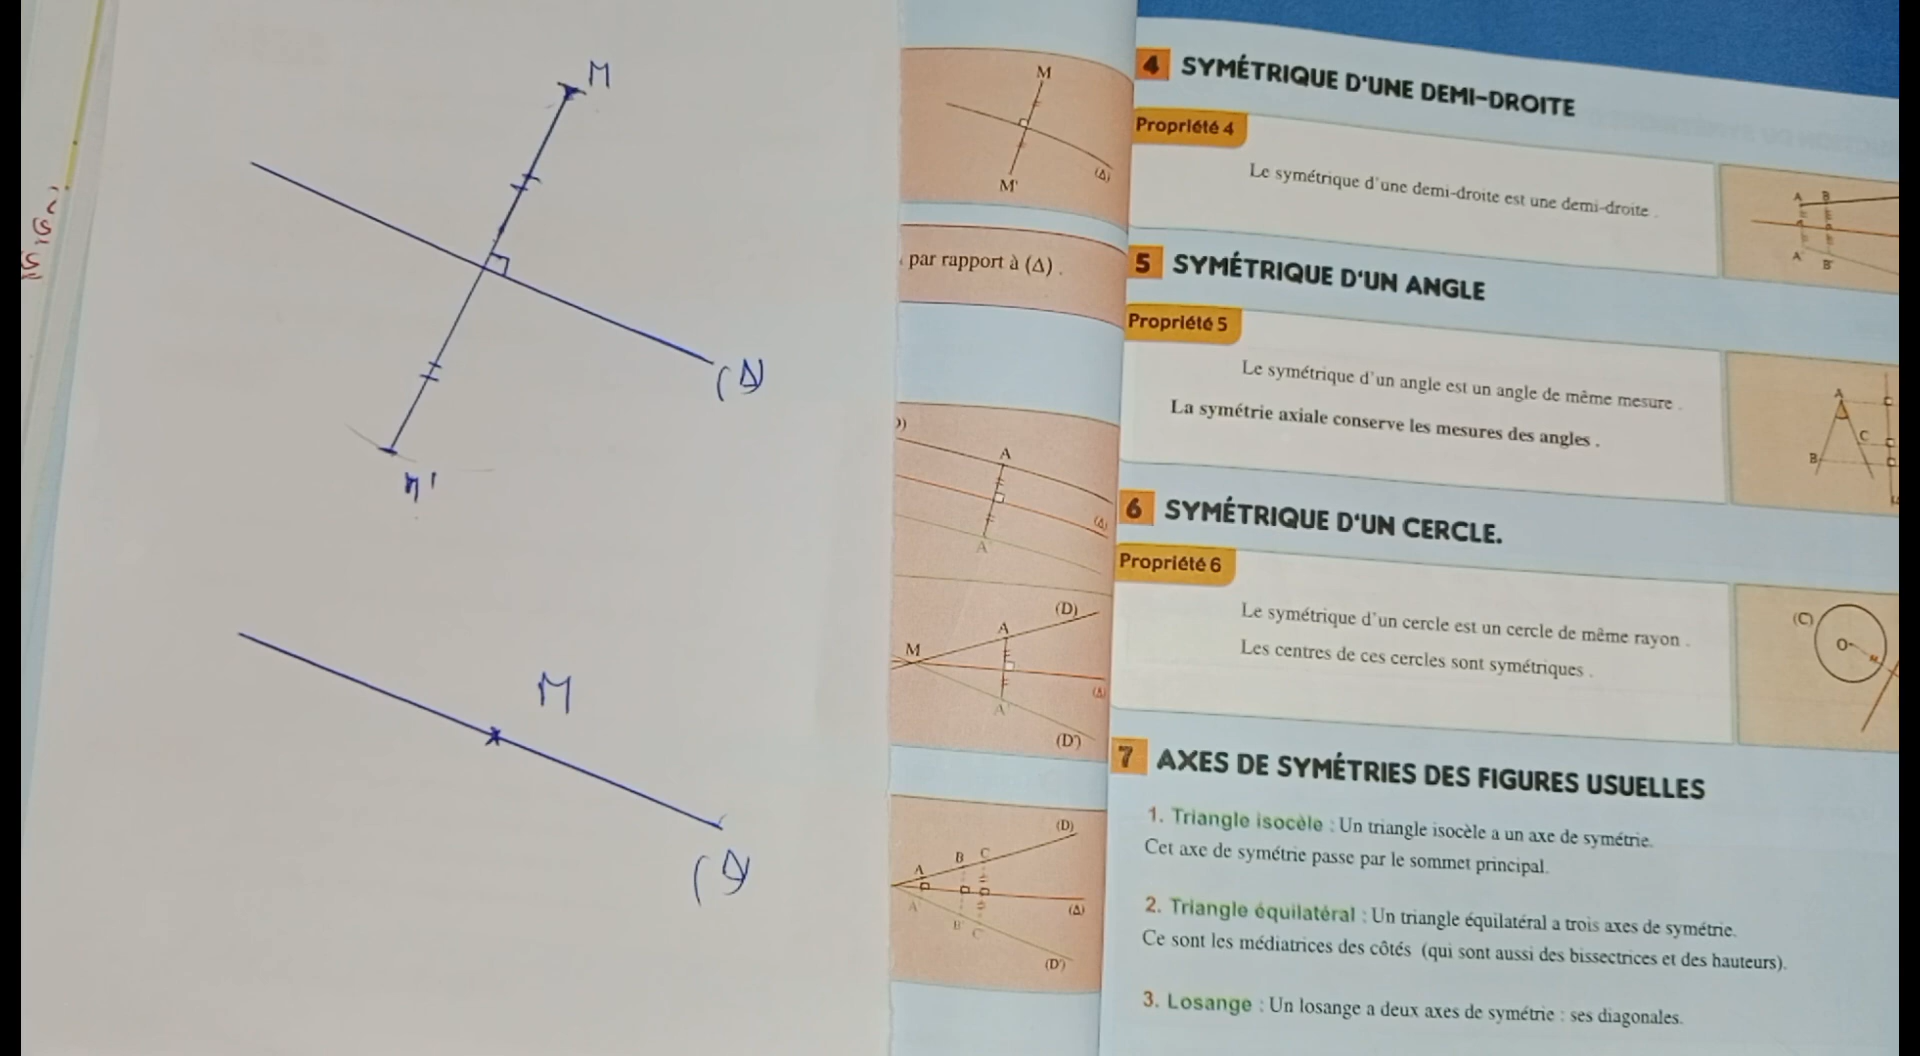 M
(Δ)
M'
M
(Δ)
M
M'
(Δ)
par rapport à (Δ) .
A
(Δ)
A'
(D)
A
M
(Δ)
A'
(D')
(D)
B C
A
(Δ)
A'
B' C'
(D')
4 SYMÉTRIQUE D'UNE DEMI-DROITE
Propriété 4
Le symétrique d'une demi-droite est une demi-droite .
A B
A' B'
5 SYMÉTRIQUE D'UN ANGLE
Propriété 5
Le symétrique d'un angle est un angle de même mesure .
La symétrie axiale conserve les mesures des angles .
A
C
B
6 SYMÉTRIQUE D'UN CERCLE.
Propriété 6
Le symétrique d'un cercle est un cercle de même rayon .
Les centres de ces cercles sont symétriques .
(C)
O
7 AXES DE SYMÉTRIES DES FIGURES USUELLES
1. Triangle isocèle : Un triangle isocèle a un axe de symétrie.
Cet axe de symétrie passe par le sommet principal.
2. Triangle équilatéral : Un triangle équilatéral a trois axes de symétrie.
Ce sont les médiatrices des côtés (qui sont aussi des bissectrices et des hauteurs).
3. Losange : Un losange a deux axes de symétrie : ses diagonales.